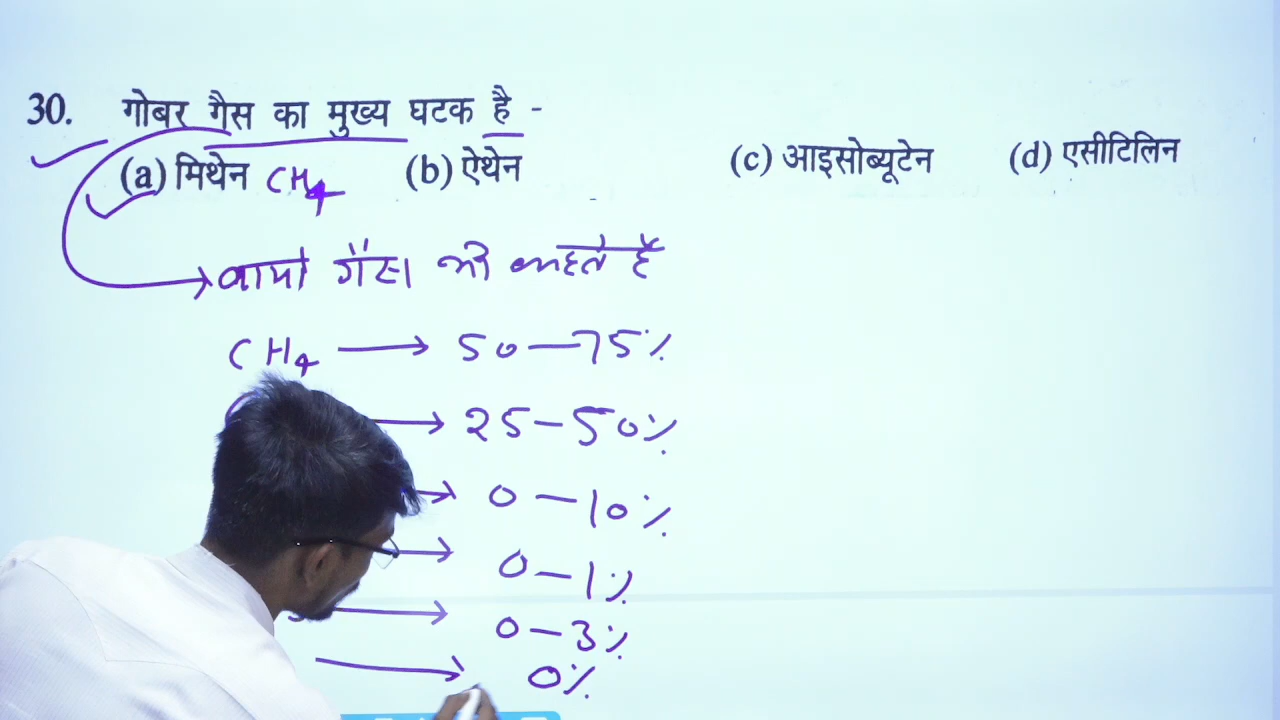 30. गोबर गैस का मुख्य घटक है -
(a) मिथेन CH4 (b) ऐथेन (c) आइसोब्यूटेन (d) एसीटिलिन
गैस भी कहते हैं
CH4 → 50-75%
→ 25-50%
→ 0-10%
→ 0-1%
→ 0-3%
→ 0%